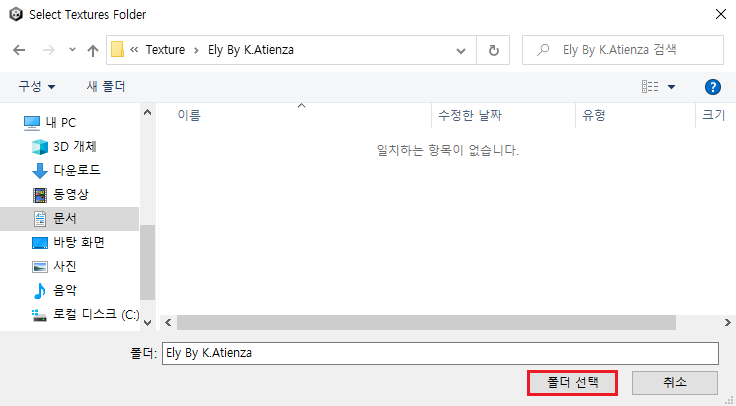 Select Textures Folder
« Texture > Ely By K.Atienza
Ely By K.Atienza 검색
구성 새 폴더
이름 수정한 날짜 유형 크기
일치하는 항목이 없습니다.
내 PC
3D 개체
다운로드
동영상
문서
바탕 화면
사진
음악
로컬 디스크 (C:)
폴더: Ely By K.Atienza
폴더 선택 취소